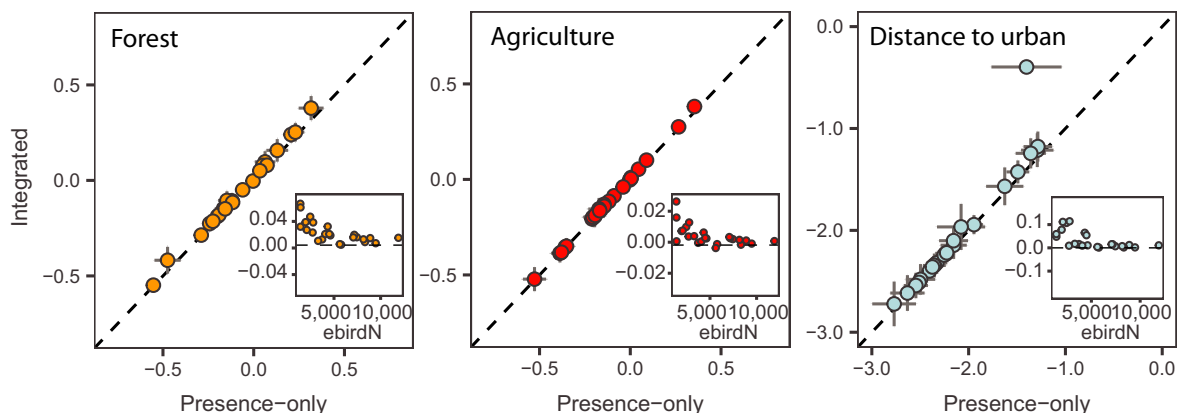 Forest
Agriculture
Distance to urban
Integrated
0.5
0.0
−0.5
0.5
0.0
−0.5
0.0
−1.0
−2.0
−3.0
0.04
0.00
−0.04
5,00010,000
ebirdN
0.02
0.00
−0.02
5,00010,000
ebirdN
0.1
0.0
−0.1
5,00010,000
ebirdN
−0.5 0.0 0.5
−0.5 0.0 0.5
−3.0 −2.0 −1.0 0.0
Presence−only
Presence−only
Presence−only